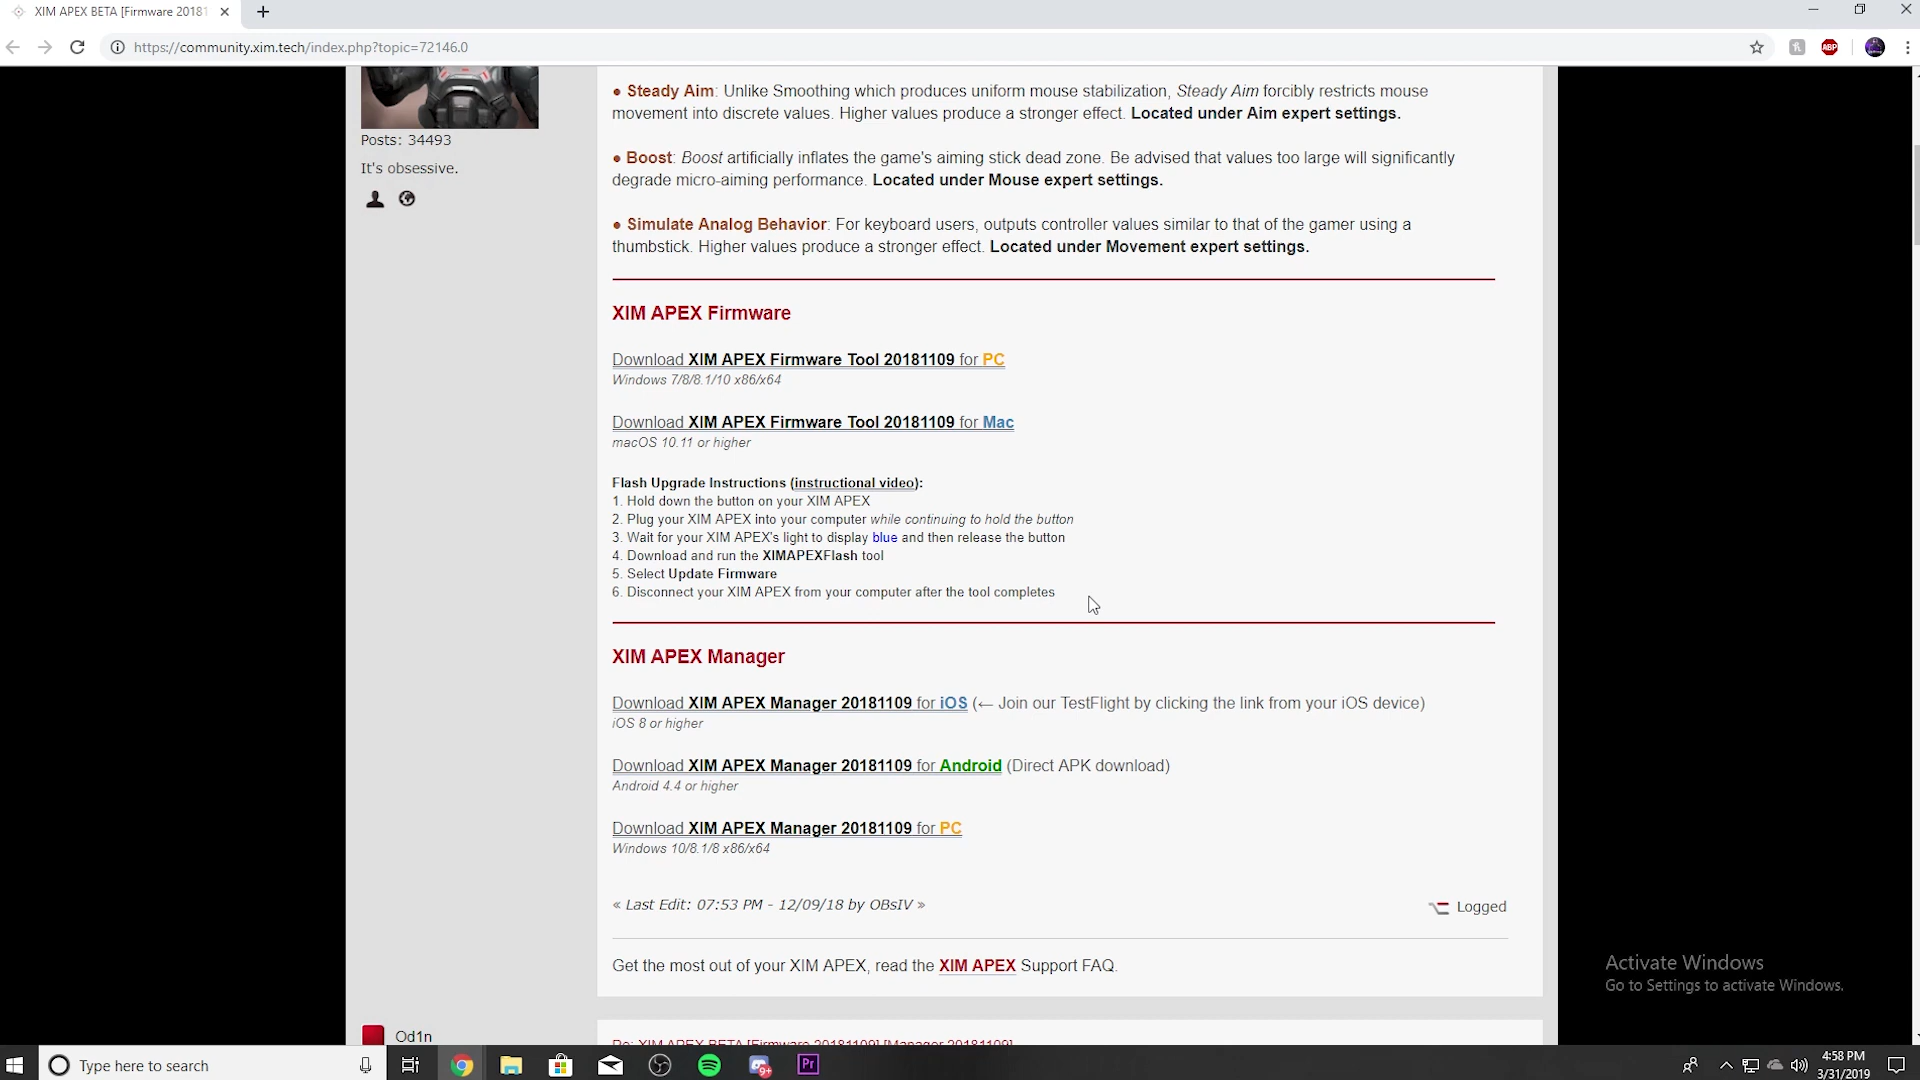 XIM APEX BETA [Firmware 20181
https://community.xim.tech/index.php?topic=72146.0
ABP
Posts: 34493
It's obsessive.
• Steady Aim: Unlike Smoothing which produces uniform mouse stabilization, Steady Aim forcibly restricts mouse
movement into discrete values. Higher values produce a stronger effect. Located under Aim expert settings.
• Boost: Boost artificially inflates the game's aiming stick dead zone. Be advised that values too large will significantly
degrade micro-aiming performance. Located under Mouse expert settings.
• Simulate Analog Behavior: For keyboard users, outputs controller values similar to that of the gamer using a
thumbstick. Higher values produce a stronger effect. Located under Movement expert settings.
XIM APEX Firmware
Download XIM APEX Firmware Tool 20181109 for PC
Windows 7/8/8.1/10 x86/x64
Download XIM APEX Firmware Tool 20181109 for Mac
macOS 10.11 or higher
Flash Upgrade Instructions (instructional video):
1. Hold down the button on your XIM APEX
2. Plug your XIM APEX into your computer while continuing to hold the button
3. Wait for your XIM APEX's light to display blue and then release the button
4. Download and run the XIMAPEXFlash tool
5. Select Update Firmware
6. Disconnect your XIM APEX from your computer after the tool completes
XIM APEX Manager
Download XIM APEX Manager 20181109 for iOS (← Join our TestFlight by clicking the link from your iOS device)
iOS 8 or higher
Download XIM APEX Manager 20181109 for Android (Direct APK download)
Android 4.4 or higher
Download XIM APEX Manager 20181109 for PC
Windows 10/8.1/8 x86/x64
« Last Edit: 07:53 PM - 12/09/18 by OBsIV »
Logged
Get the most out of your XIM APEX, read the XIM APEX Support FAQ.
Activate Windows
Go to Settings to activate Windows.
Od1n
Re: XIM APEX BETA [Firmware 20181109] [Manager 20181109]
Type here to search
Pr
4:58 PM
3/31/2019